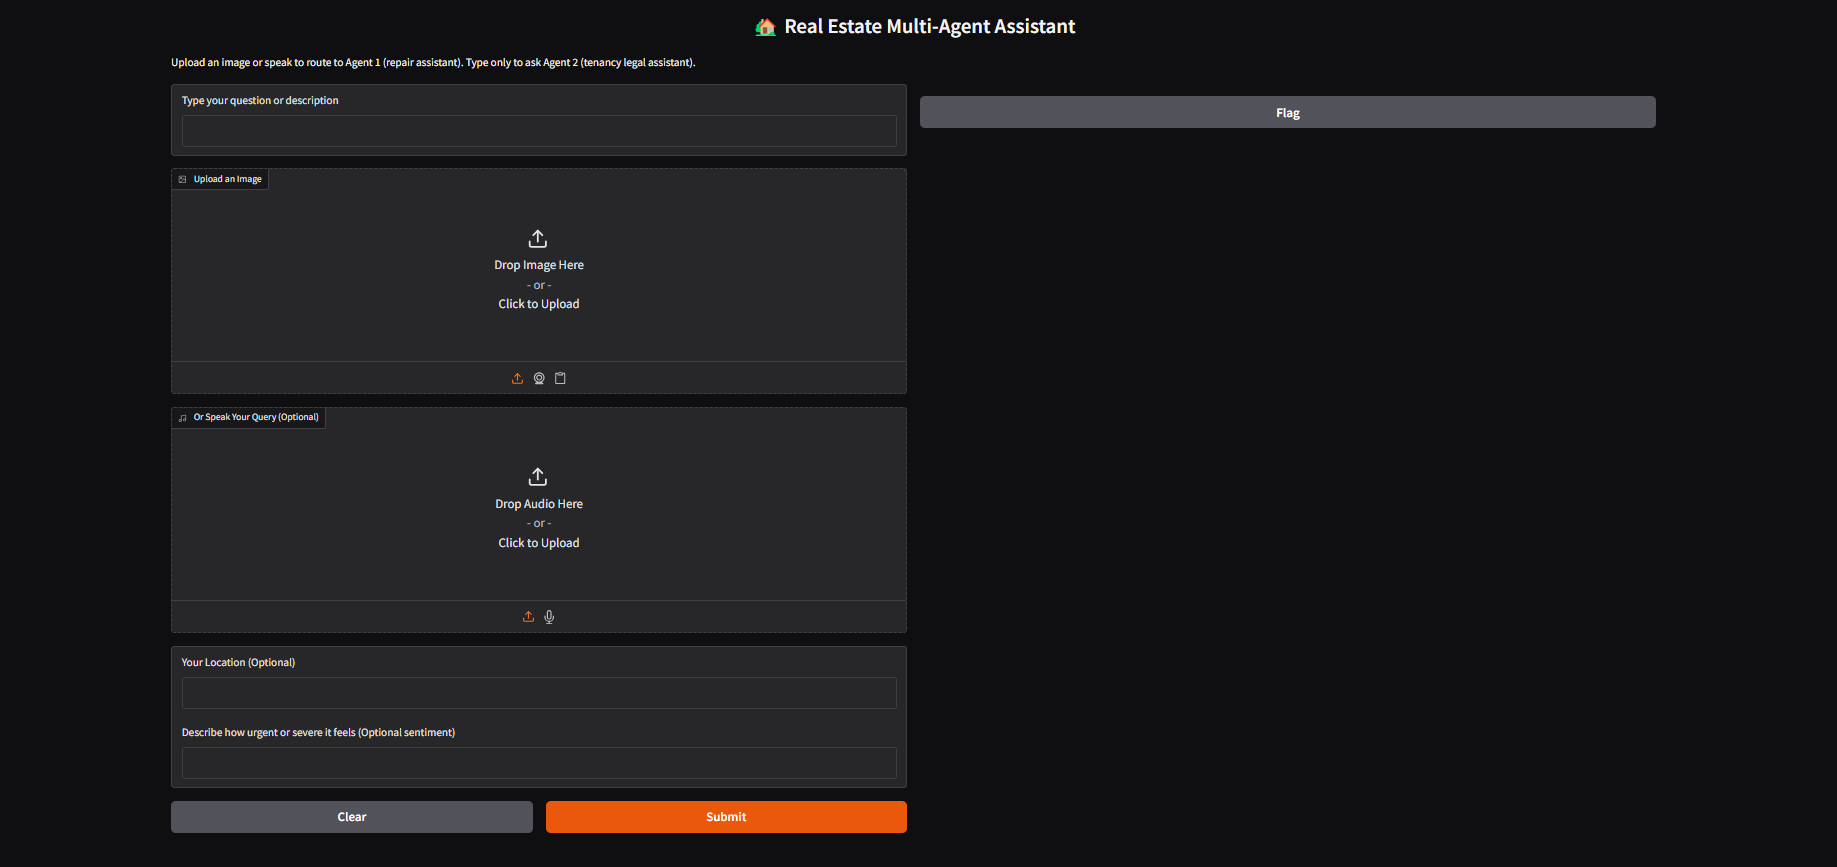 Real Estate Multi-Agent Assistant
Upload an image or speak to route to Agent 1 (repair assistant). Type only to ask Agent 2 (tenancy legal assistant).
Type your question or description
Flag
Upload an Image
Drop Image Here
- or -
Click to Upload
Or Speak Your Query (Optional)
Drop Audio Here
- or -
Click to Upload
Your Location (Optional)
Describe how urgent or severe it feels (Optional sentiment)
Clear
Submit